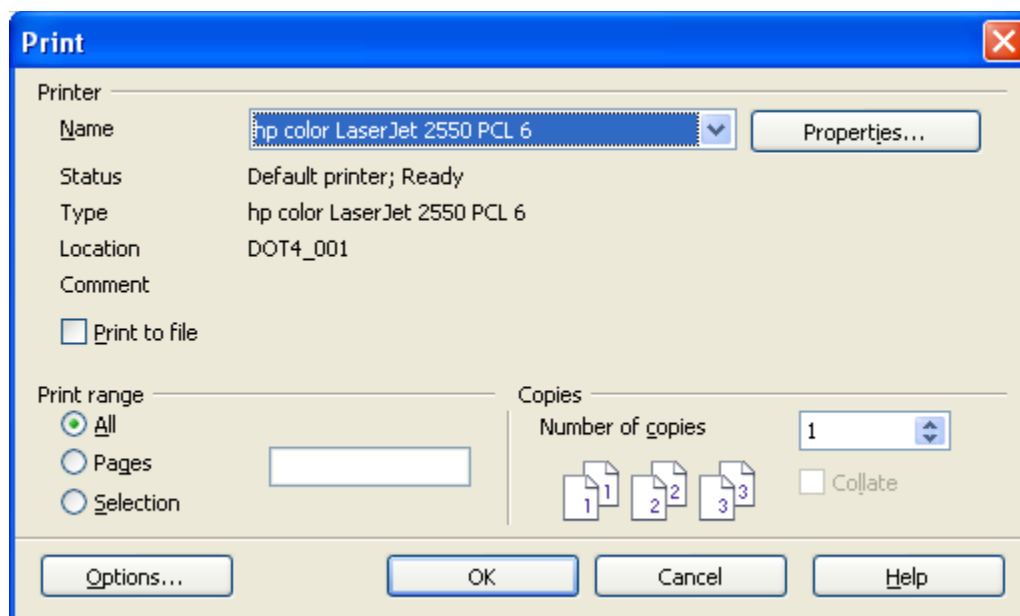 Print
Printer
Name hp color LaserJet 2550 PCL 6 Properties...
Status Default printer; Ready
Type hp color LaserJet 2550 PCL 6
Location DOT4_001
Comment
Print to file
Print range
All
Pages
Selection
Copies
Number of copies 1
1 1 2 2 3 3
Collate
Options... OK Cancel Help